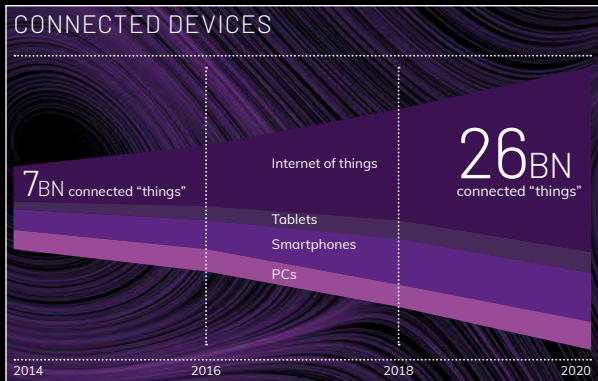 CONNECTED DEVICES
Internet of things
7BN connected “things”
26BN
connected “things”
Tablets
Smartphones
PCs
2014 2016 2018 2020